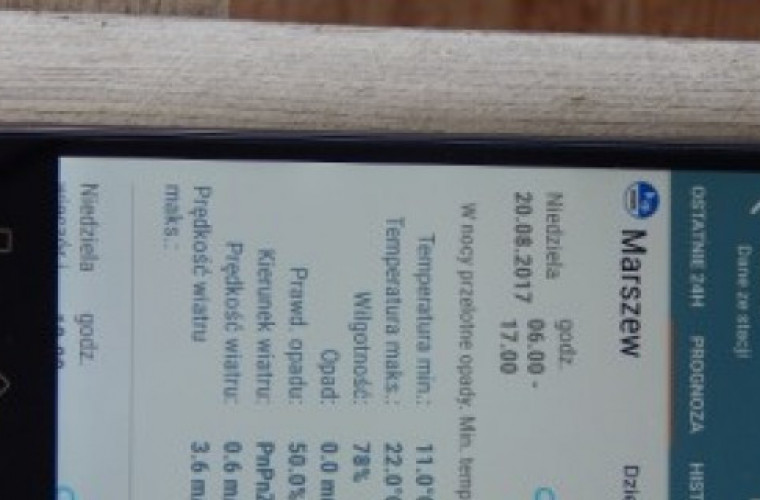 Dane ze stacji
OSTATNIE 24H PROGNOZA HIST
Marszew
Niedziela godz.
20.08.2017 06.00 -
17.00
W nocy przelotne opady. Min. temp
Temperatura min.: 11.0°
Temperatura maks.: 22.0°
Wilgotność: 78%
Opad: 0.0 m
Prawd. opadu: 50.0%
Kierunek wiatru: PnPnZ
Prędkość wiatru: 0.6 m/
Prędkość wiatru 3.6 m/
maks.:
Niedziela godz.